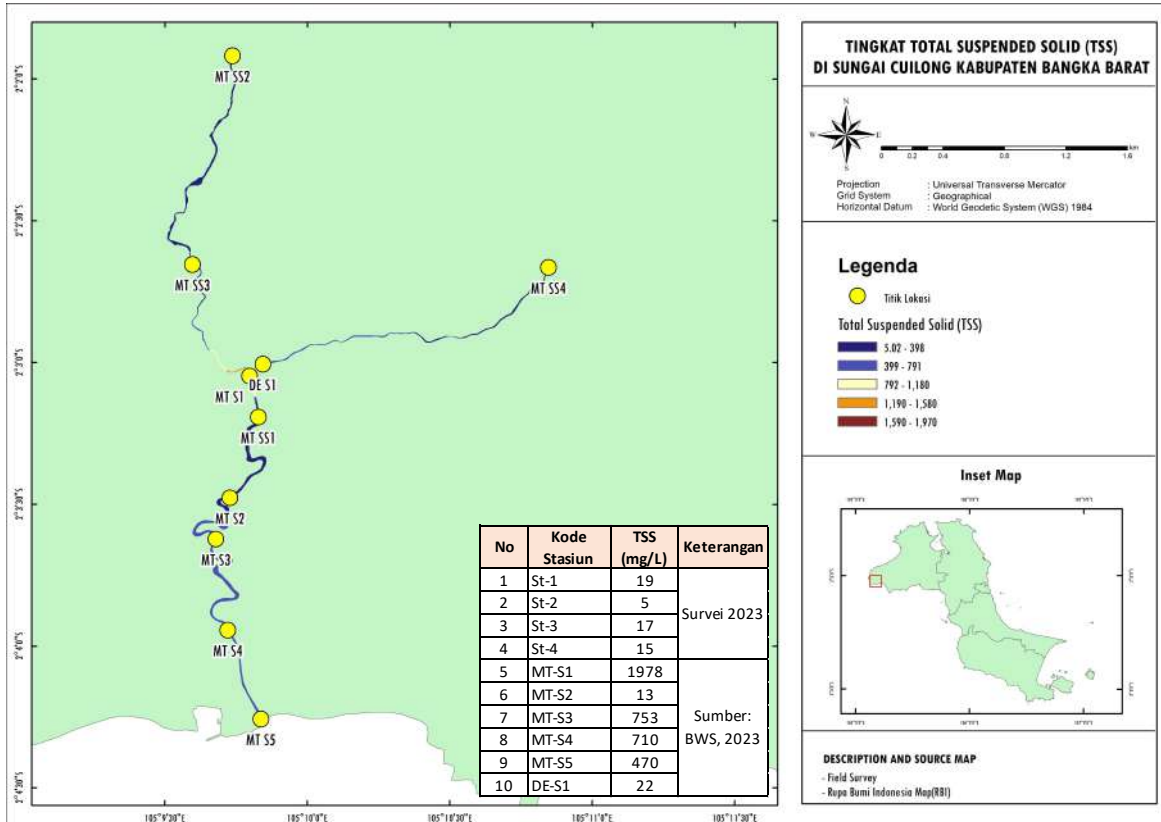 TINGKAT TOTAL SUSPENDED SOLID (TSS)
DI SUNGAI CUILONG KABUPATEN BANGKA BARAT
N
W E
S
km
0 0.2 0.4 0.8 1.2 1.6
Projection : Universal Transverse Mercator
Grid System : Geographical
Horizontal Datum : World Geodetic System (WGS) 1984
Legenda
Titik Lokasi
Total Suspended Solid (TSS)
5.02 - 398
399 - 791
792 - 1,180
1,190 - 1,580
1,590 - 1,970
Inset Map
DESCRIPTION AND SOURCE MAP
- Field Survey
- Rupa Bumi Indonesia Map(RBI)
MT SS2
MT SS3
MT SS4
DE S1
MT S1
MT SS1
MT S2
MT S3
MT S4
MT S5
No Kode Stasiun TSS (mg/L) Keterangan
1 St-1 19 Survei 2023
2 St-2 5
3 St-3 17
4 St-4 15
5 MT-S1 1978 Sumber: BWS, 2023
6 MT-S2 13
7 MT-S3 753
8 MT-S4 710
9 MT-S5 470
10 DE-S1 22
105°9'30"E 105°10'0"E 105°10'30"E 105°11'0"E 105°11'30"E
2°3'0"S
2°3'30"S
2°4'0"S
2°4'30"S